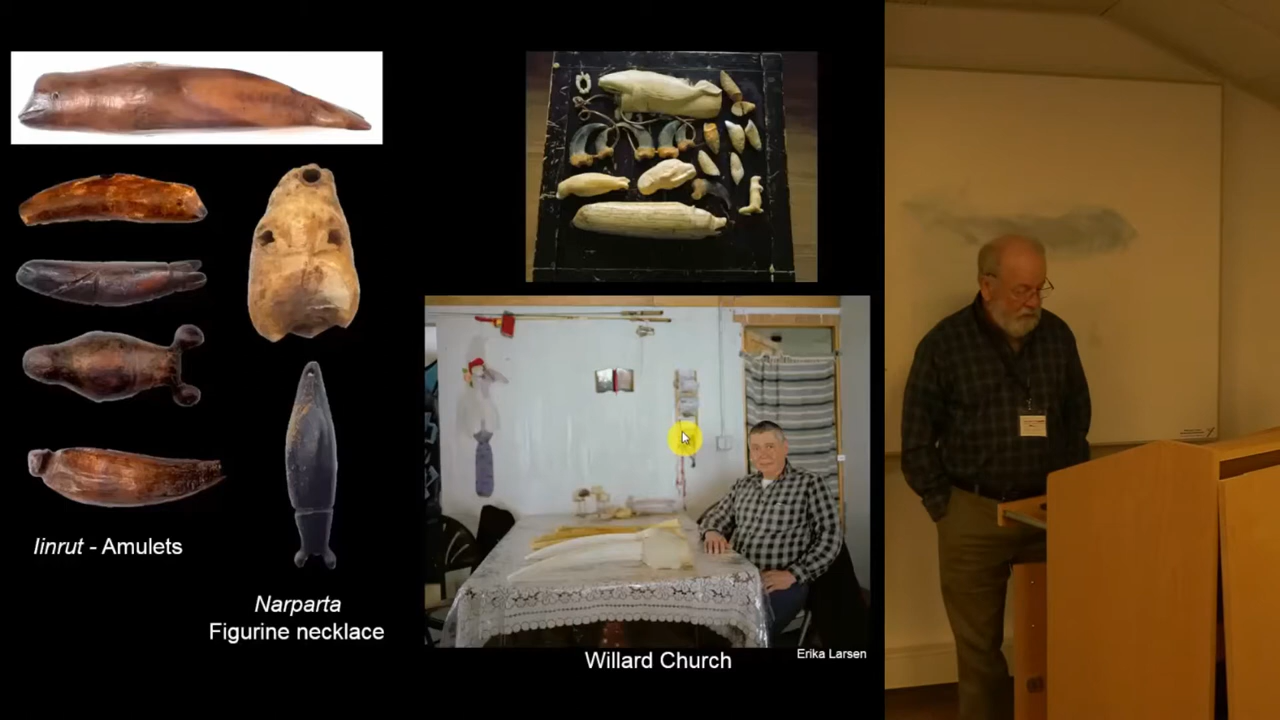 Iinrut - Amulets
Narparta
Figurine necklace
Willard Church
Erika Larsen